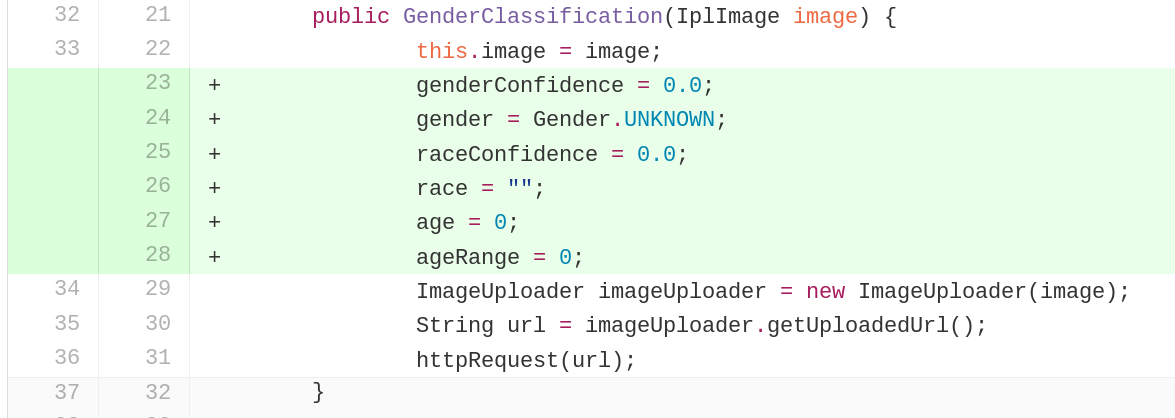 32 21 public GenderClassification(IplImage image) {
33 22 this.image = image;
23 + genderConfidence = 0.0;
24 + gender = Gender.UNKNOWN;
25 + raceConfidence = 0.0;
26 + race = "";
27 + age = 0;
28 + ageRange = 0;
34 29 ImageUploader imageUploader = new ImageUploader(image);
35 30 String url = imageUploader.getUploadedUrl();
36 31 httpRequest(url);
37 32 }